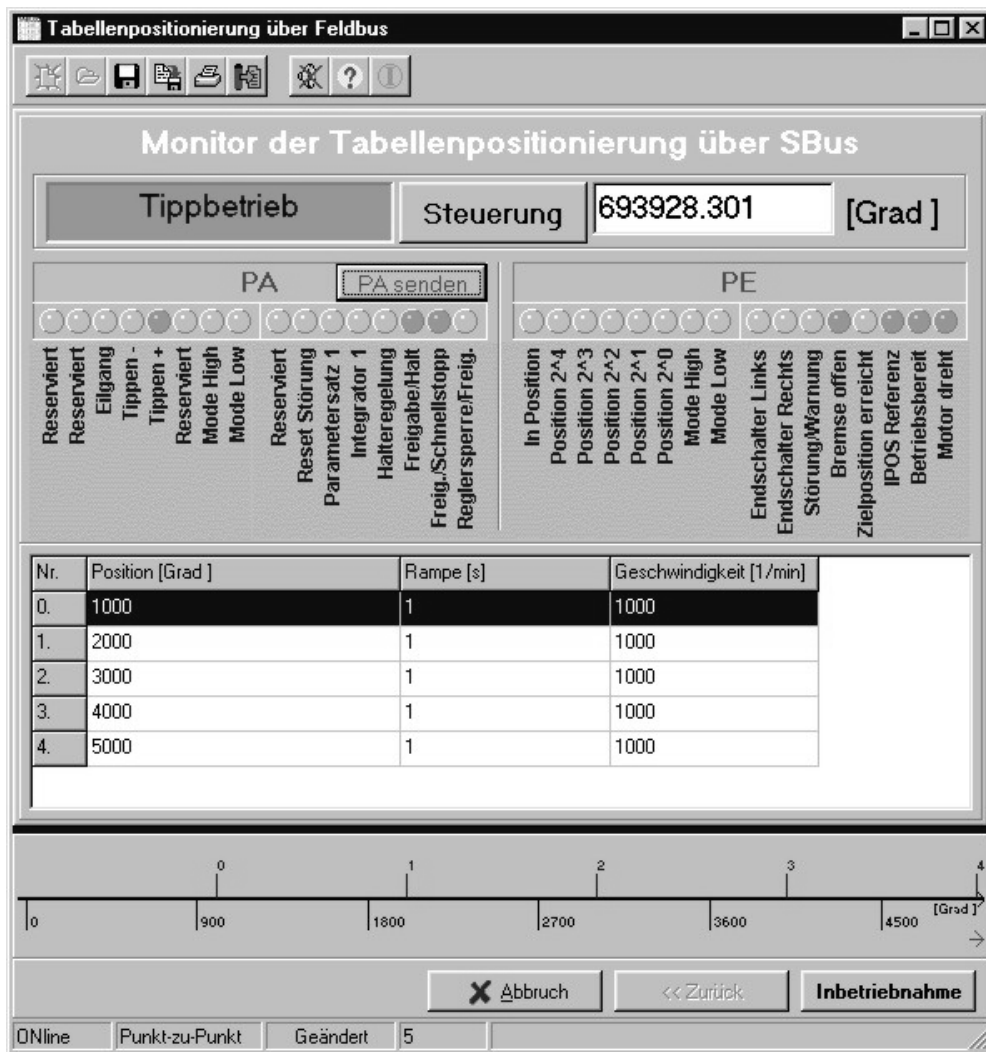 Tabellenpositionierung über Feldbus
Monitor der Tabellenpositionierung über SBus
Tippbetrieb
Steuerung
693928.301
[Grad ]
PA
PA senden
PE
Reserviert
Reserviert
Eilgang
Tippen -
Tippen +
Reserviert
Mode High
Mode Low
Reserviert
Reset Störung
Parametersatz 1
Integrator 1
Halteregelung
Freigabe/Halt
Freig./Schnellstopp
Reglersperre/Freig.
In Position
Position 2^4
Position 2^3
Position 2^2
Position 2^1
Position 2^0
Mode High
Mode Low
Endschalter Links
Endschalter Rechts
Störung/Warnung
Bremse offen
Zielposition erreicht
IPOS Referenz
Betriebsbereit
Motor dreht
Nr. Position [Grad ] Rampe [s] Geschwindigkeit [1/min]
0. 1000 1 1000
1. 2000 1 1000
2. 3000 1 1000
3. 4000 1 1000
4. 5000 1 1000
0 1 2 3 4
0 900 1800 2700 3600 4500 [Grad ]
Abbruch << Zurück Inbetriebnahme
ONline Punkt-zu-Punkt Geändert 5